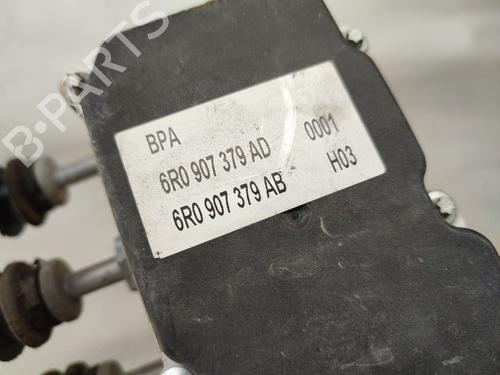 B-PARTS
BPA
6R0 907 379 AD 0001
6R0 907 379 AB H03